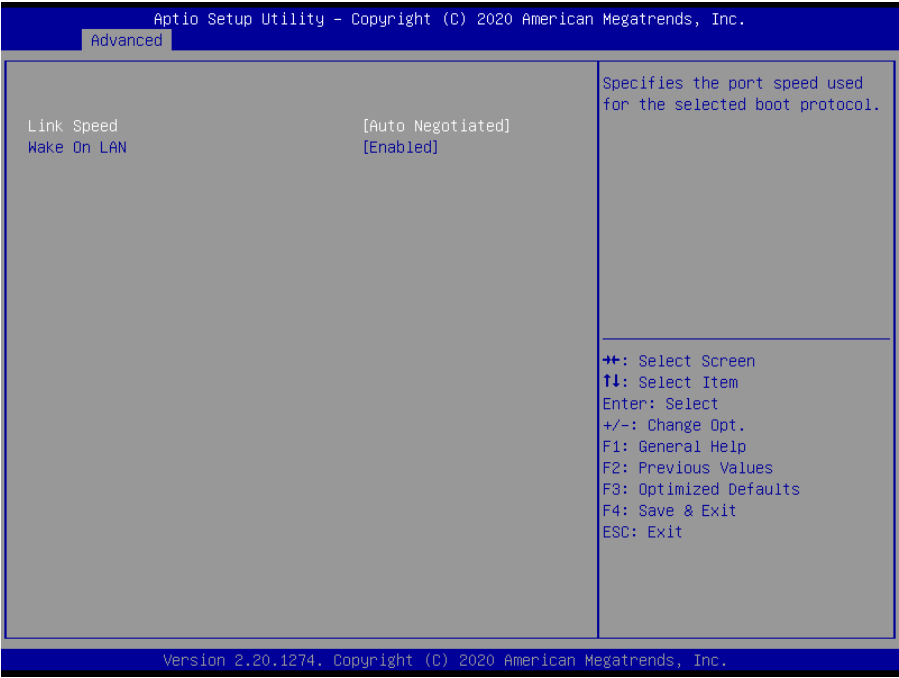 Aptio Setup Utility – Copyright (C) 2020 American Megatrends, Inc.
Advanced
Link Speed [Auto Negotiated]
Wake On LAN [Enabled]
Specifies the port speed used
for the selected boot protocol.
→←: Select Screen
↑↓: Select Item
Enter: Select
+/-: Change Opt.
F1: General Help
F2: Previous Values
F3: Optimized Defaults
F4: Save & Exit
ESC: Exit
Version 2.20.1274. Copyright (C) 2020 American Megatrends, Inc.